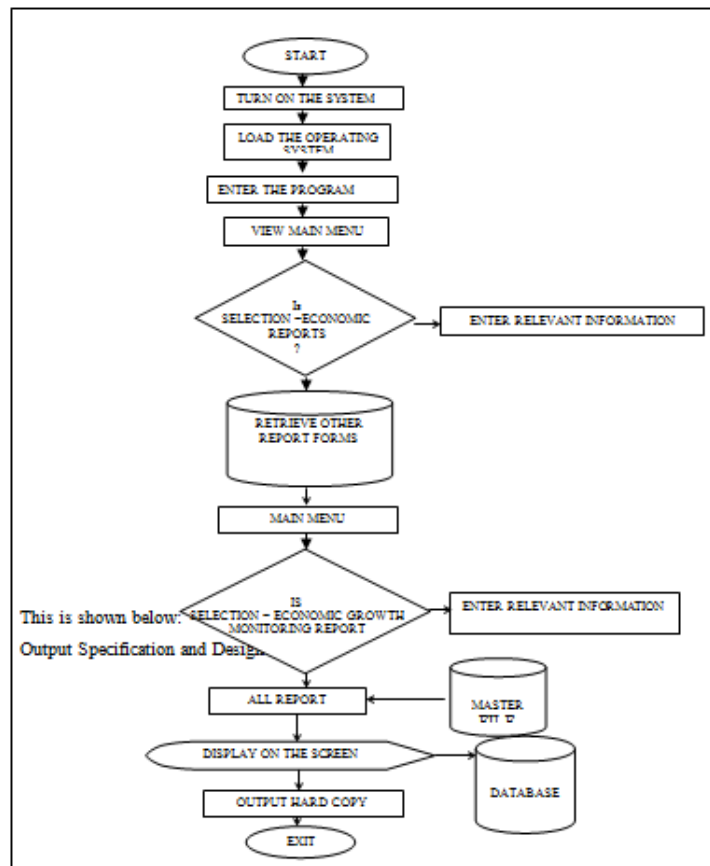 START
TURN ON THE SYSTEM
LOAD THE OPERATING
SYSTEM
ENTER THE PROGRAM
VIEW MAIN MENU
Is
SELECTION =ECONOMIC
REPORTS
?
ENTER RELEVANT INFORMATION
RETRIEVE OTHER
REPORT FORMS
MAIN MENU
IS
SELECTION = ECONOMIC GROWTH
MONITORING REPORT
ENTER RELEVANT INFORMATION
This is shown below:
Output Specification and Design
ALL REPORT
MASTER
DISPLAY ON THE SCREEN
DATABASE
OUTPUT HARD COPY
EXIT